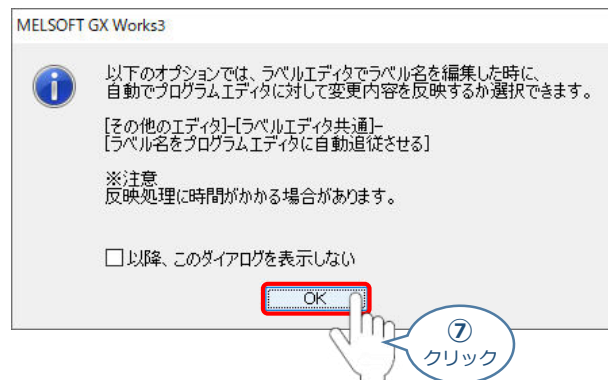 MELSOFT GX Works3
以下のオプションでは、ラベルエディタでラベル名を編集した時に、
自動でプログラムエディタに対して変更内容を反映するか選択できます。
[その他のエディタ]-[ラベルエディタ共通]-
[ラベル名をプログラムエディタに自動追従させる]
※注意
反映処理に時間がかかる場合があります。
以降、このダイアログを表示しない
OK
⑦
クリック